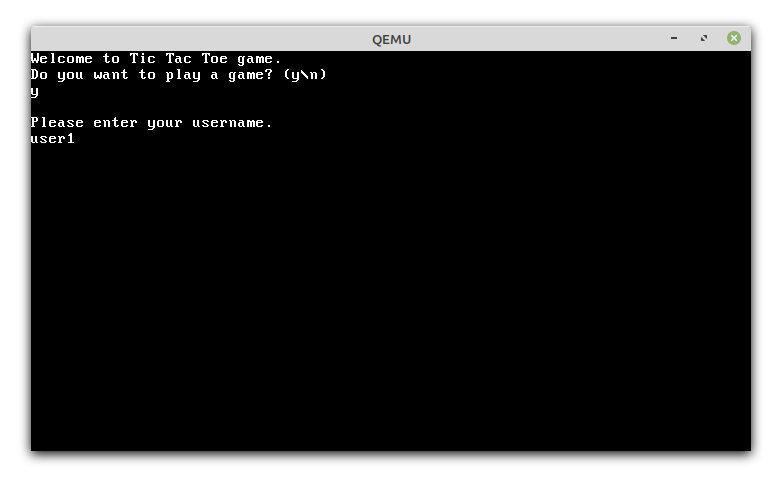 QEMU
Welcome to Tic Tac Toe game.
Do you want to play a game? (y\n)
y
Please enter your username.
user1